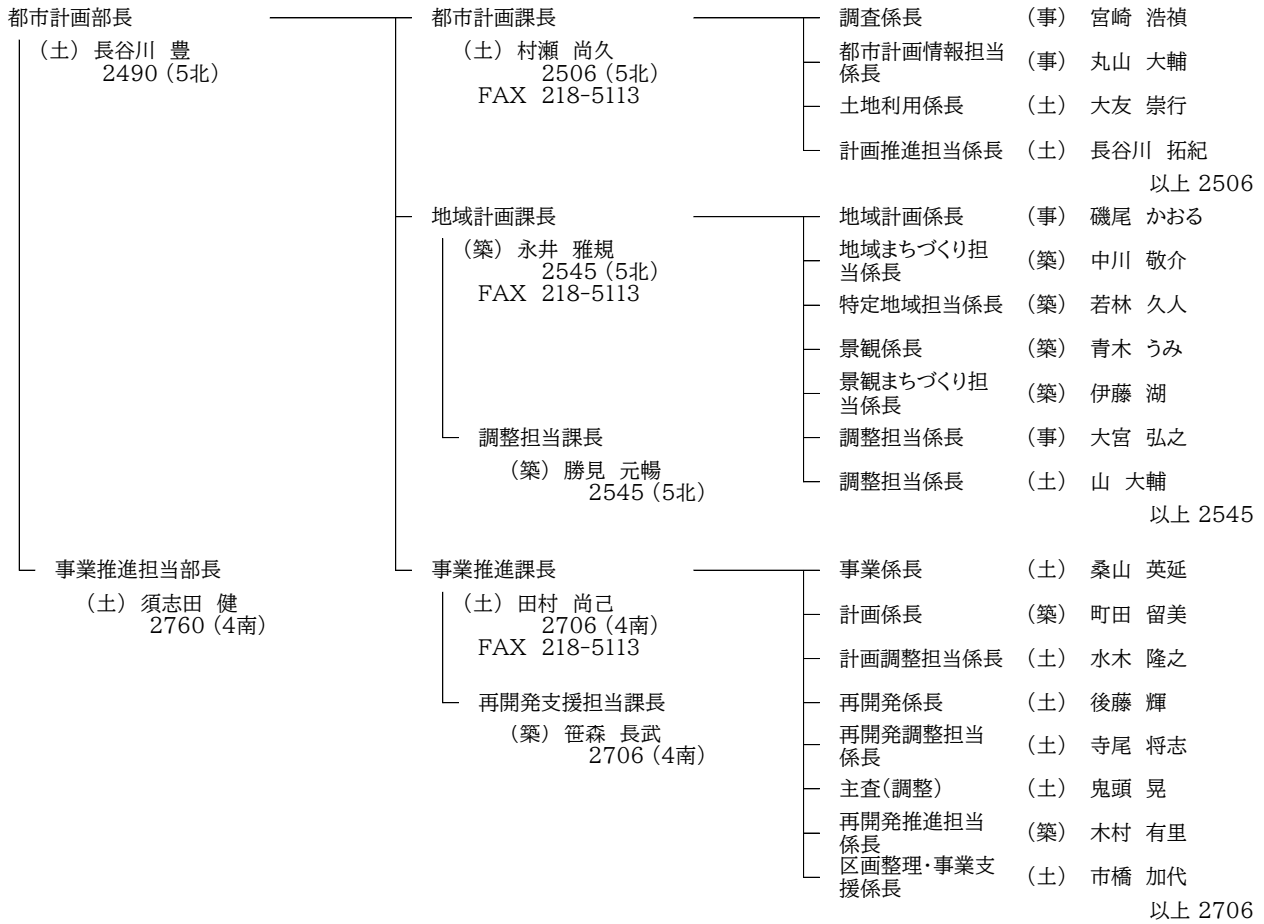 都市計画部長
（土）長谷川 豊
2490（5北）
事業推進担当部長
（土）須志田 健
2760（4南）
都市計画課長
（土）村瀬 尚久
2506（5北）
FAX 218-5113
調査係長 （事） 宮崎 浩禎
都市計画情報担当
係長 （事） 丸山 大輔
土地利用係長 （土） 大友 崇行
計画推進担当係長 （土） 長谷川 拓紀
以上 2506
地域計画課長
（築）永井 雅規
2545（5北）
FAX 218-5113
調整担当課長
（築）勝見 元暢
2545（5北）
地域計画係長 （事） 磯尾 かおる
地域まちづくり担
当係長 （築） 中川 敬介
特定地域担当係長 （築） 若林 久人
景観係長 （築） 青木 うみ
景観まちづくり担
当係長 （築） 伊藤 湖
調整担当係長 （事） 大宮 弘之
調整担当係長 （土） 山 大輔
以上 2545
事業推進課長
（土）田村 尚己
2706（4南）
FAX 218-5113
再開発支援担当課長
（築）笹森 長武
2706（4南）
事業係長 （土） 桑山 英延
計画係長 （築） 町田 留美
計画調整担当係長 （土） 水木 隆之
再開発係長 （土） 後藤 輝
再開発調整担当
係長 （土） 寺尾 将志
主査（調整） （土） 鬼頭 晃
再開発推進担当
係長 （築） 木村 有里
区画整理・事業支
援係長 （土） 市橋 加代
以上 2706